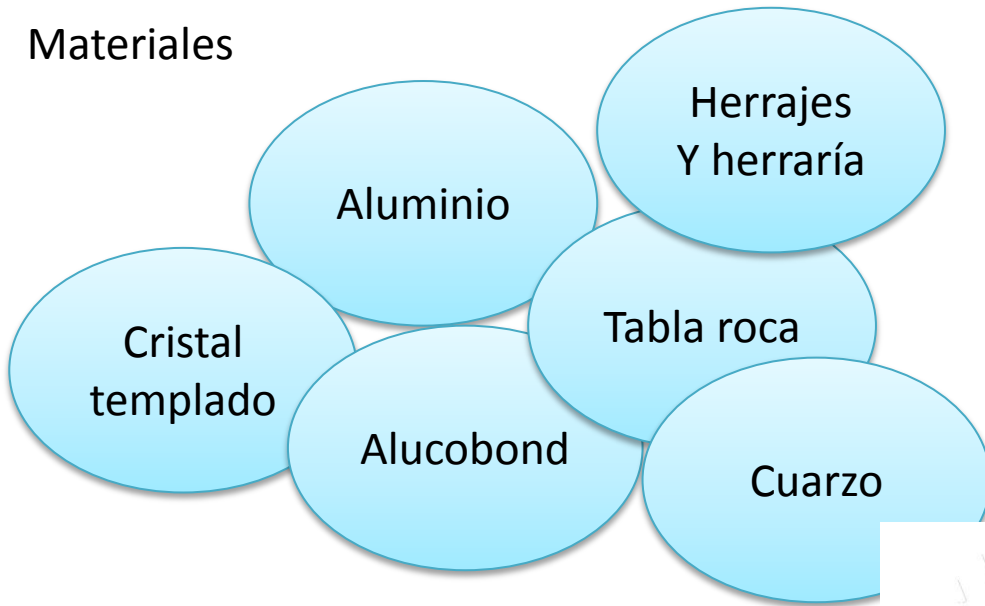 Materiales
Herrajes
Y herraría
Aluminio
Cristal
templado
Tabla roca
Alucobond
Cuarzo